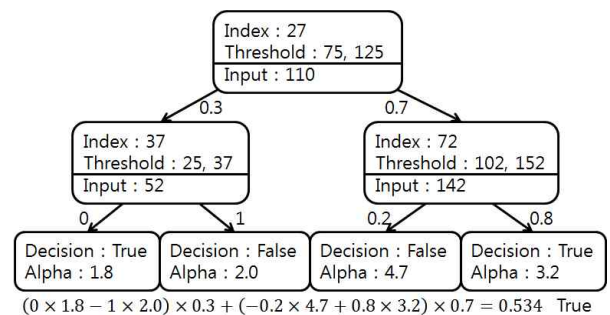 Index : 27
Threshold : 75, 125
Input : 110
0.3
0.7
Index : 37
Threshold : 25, 37
Input : 52
Index : 72
Threshold : 102, 152
Input : 142
0
1
0.2
0.8
Decision : True
Alpha : 1.8
Decision : False
Alpha : 2.0
Decision : False
Alpha : 4.7
Decision : True
Alpha : 3.2
(0 × 1.8 − 1 × 2.0) × 0.3 + (−0.2 × 4.7 + 0.8 × 3.2) × 0.7 = 0.534 True